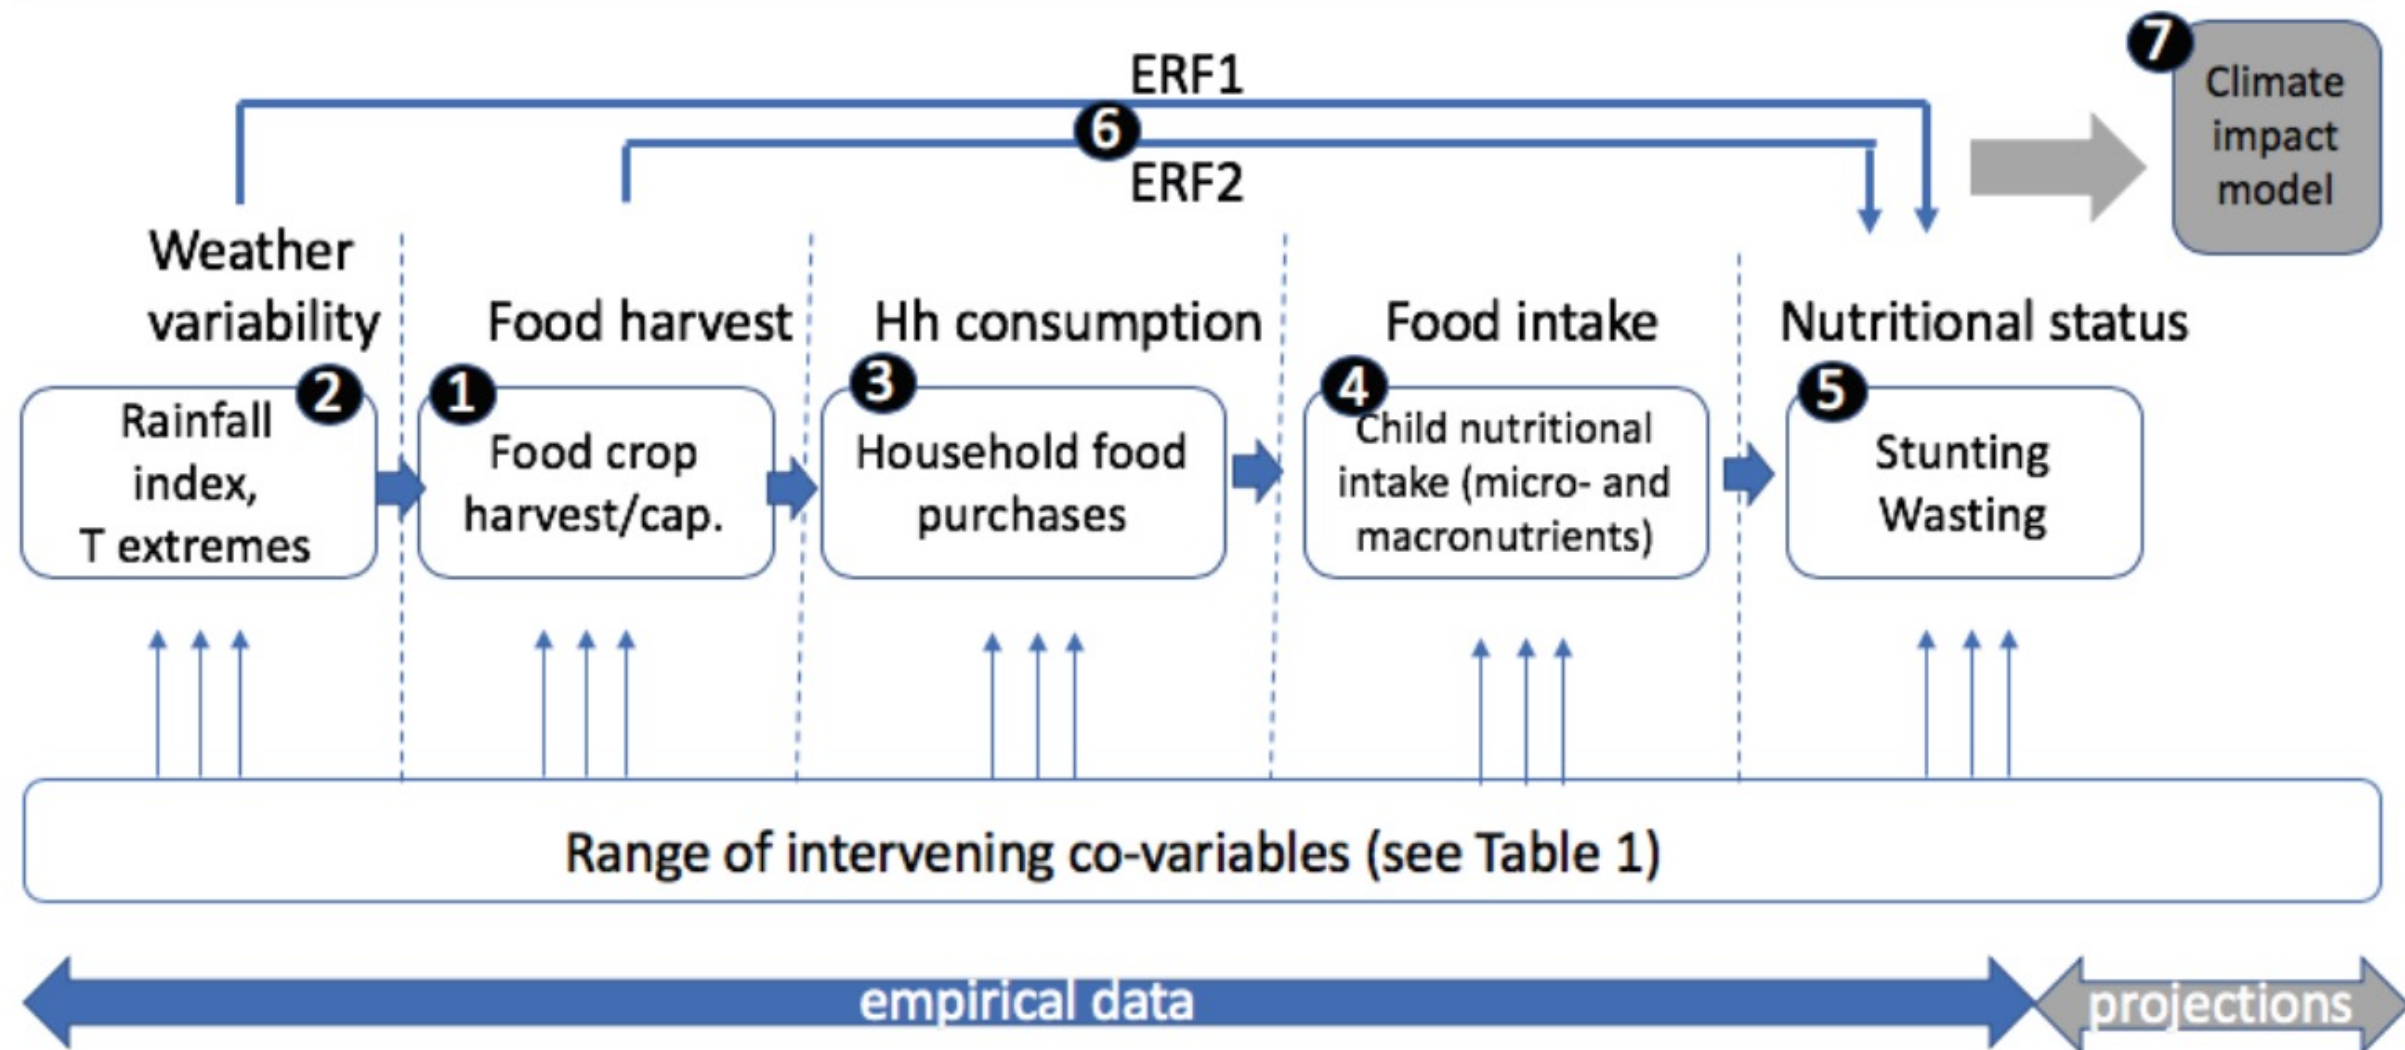 7
Climate
impact
model
ERF1
6
ERF2
Weather
variability
Food harvest
Hh consumption
Food intake
Nutritional status
2
Rainfall
index,
T extremes
1
Food crop
harvest/cap.
3
Household food
purchases
4
Child nutritional
intake (micro- and
macronutrients)
5
Stunting
Wasting
Range of intervening co-variables (see Table 1)
empirical data
projections